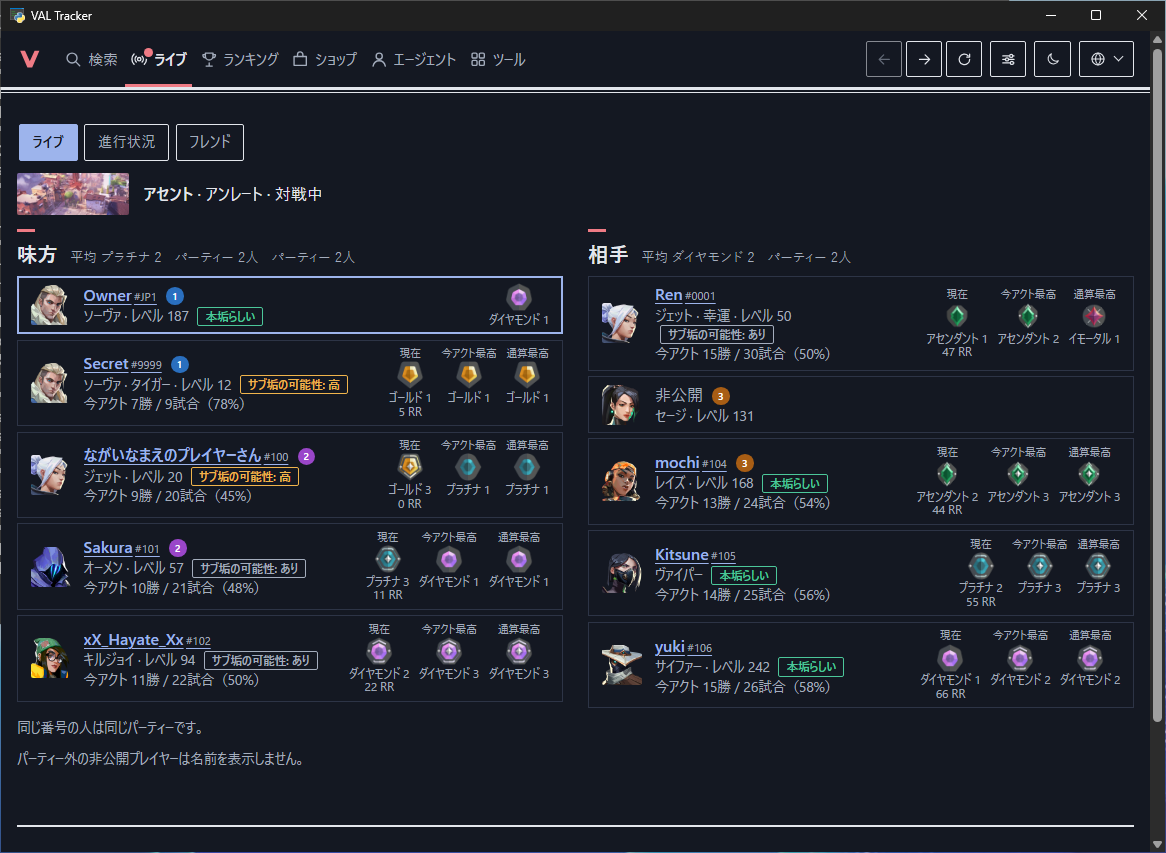 VAL Tracker
検索 ライブ ランキング ショップ エージェント ツール
ライブ 進行状況 フレンド
アセント · アンレート · 対戦中
味方 平均 プラチナ 2 パーティー 2人 パーティー 2人
Owner #JP1 1
ソーヴァ · レベル 187 本垢らしい
ダイヤモンド 1
Secret #9999 1
ソーヴァ · タイガー · レベル 12 サブ垢の可能性: 高
今アクト 7勝 / 9試合 (78%)
現在 今アクト最高 通算最高
ゴールド 1 ゴールド 1 ゴールド 1
5 RR
ながいなまえのプレイヤーさん #100 2
ジェット · レベル 20 サブ垢の可能性: 高
今アクト 9勝 / 20試合 (45%)
現在 今アクト最高 通算最高
ゴールド 3 プラチナ 1 プラチナ 1
0 RR
Sakura #101 2
オーメン · レベル 57 サブ垢の可能性: あり
今アクト 10勝 / 21試合 (48%)
現在 今アクト最高 通算最高
プラチナ 3 ダイヤモンド 1 ダイヤモンド 1
11 RR
xX_Hayate_Xx #102
キルジョイ · レベル 94 サブ垢の可能性: あり
今アクト 11勝 / 22試合 (50%)
現在 今アクト最高 通算最高
ダイヤモンド 2 ダイヤモンド 3 ダイヤモンド 3
22 RR
相手 平均 ダイヤモンド 2 パーティー 2人
Ren #0001
ジェット · 幸運 · レベル 50
サブ垢の可能性: あり
今アクト 15勝 / 30試合 (50%)
現在 今アクト最高 通算最高
アセンダント 1 アセンダント 2 イモータル 1
47 RR
非公開 3
セージ · レベル 131
mochi #104 3
レイズ · レベル 168 本垢らしい
今アクト 13勝 / 24試合 (54%)
現在 今アクト最高 通算最高
アセンダント 2 アセンダント 3 アセンダント 3
44 RR
Kitsune #105
ヴァイパー 本垢らしい
今アクト 14勝 / 25試合 (56%)
現在 今アクト最高 通算最高
プラチナ 2 プラチナ 3 プラチナ 3
55 RR
yuki #106
サイファー · レベル 242 本垢らしい
今アクト 15勝 / 26試合 (58%)
現在 今アクト最高 通算最高
ダイヤモンド 1 ダイヤモンド 2 ダイヤモンド 2
66 RR
同じ番号の人は同じパーティーです。
パーティー外の非公開プレイヤーは名前を表示しません。